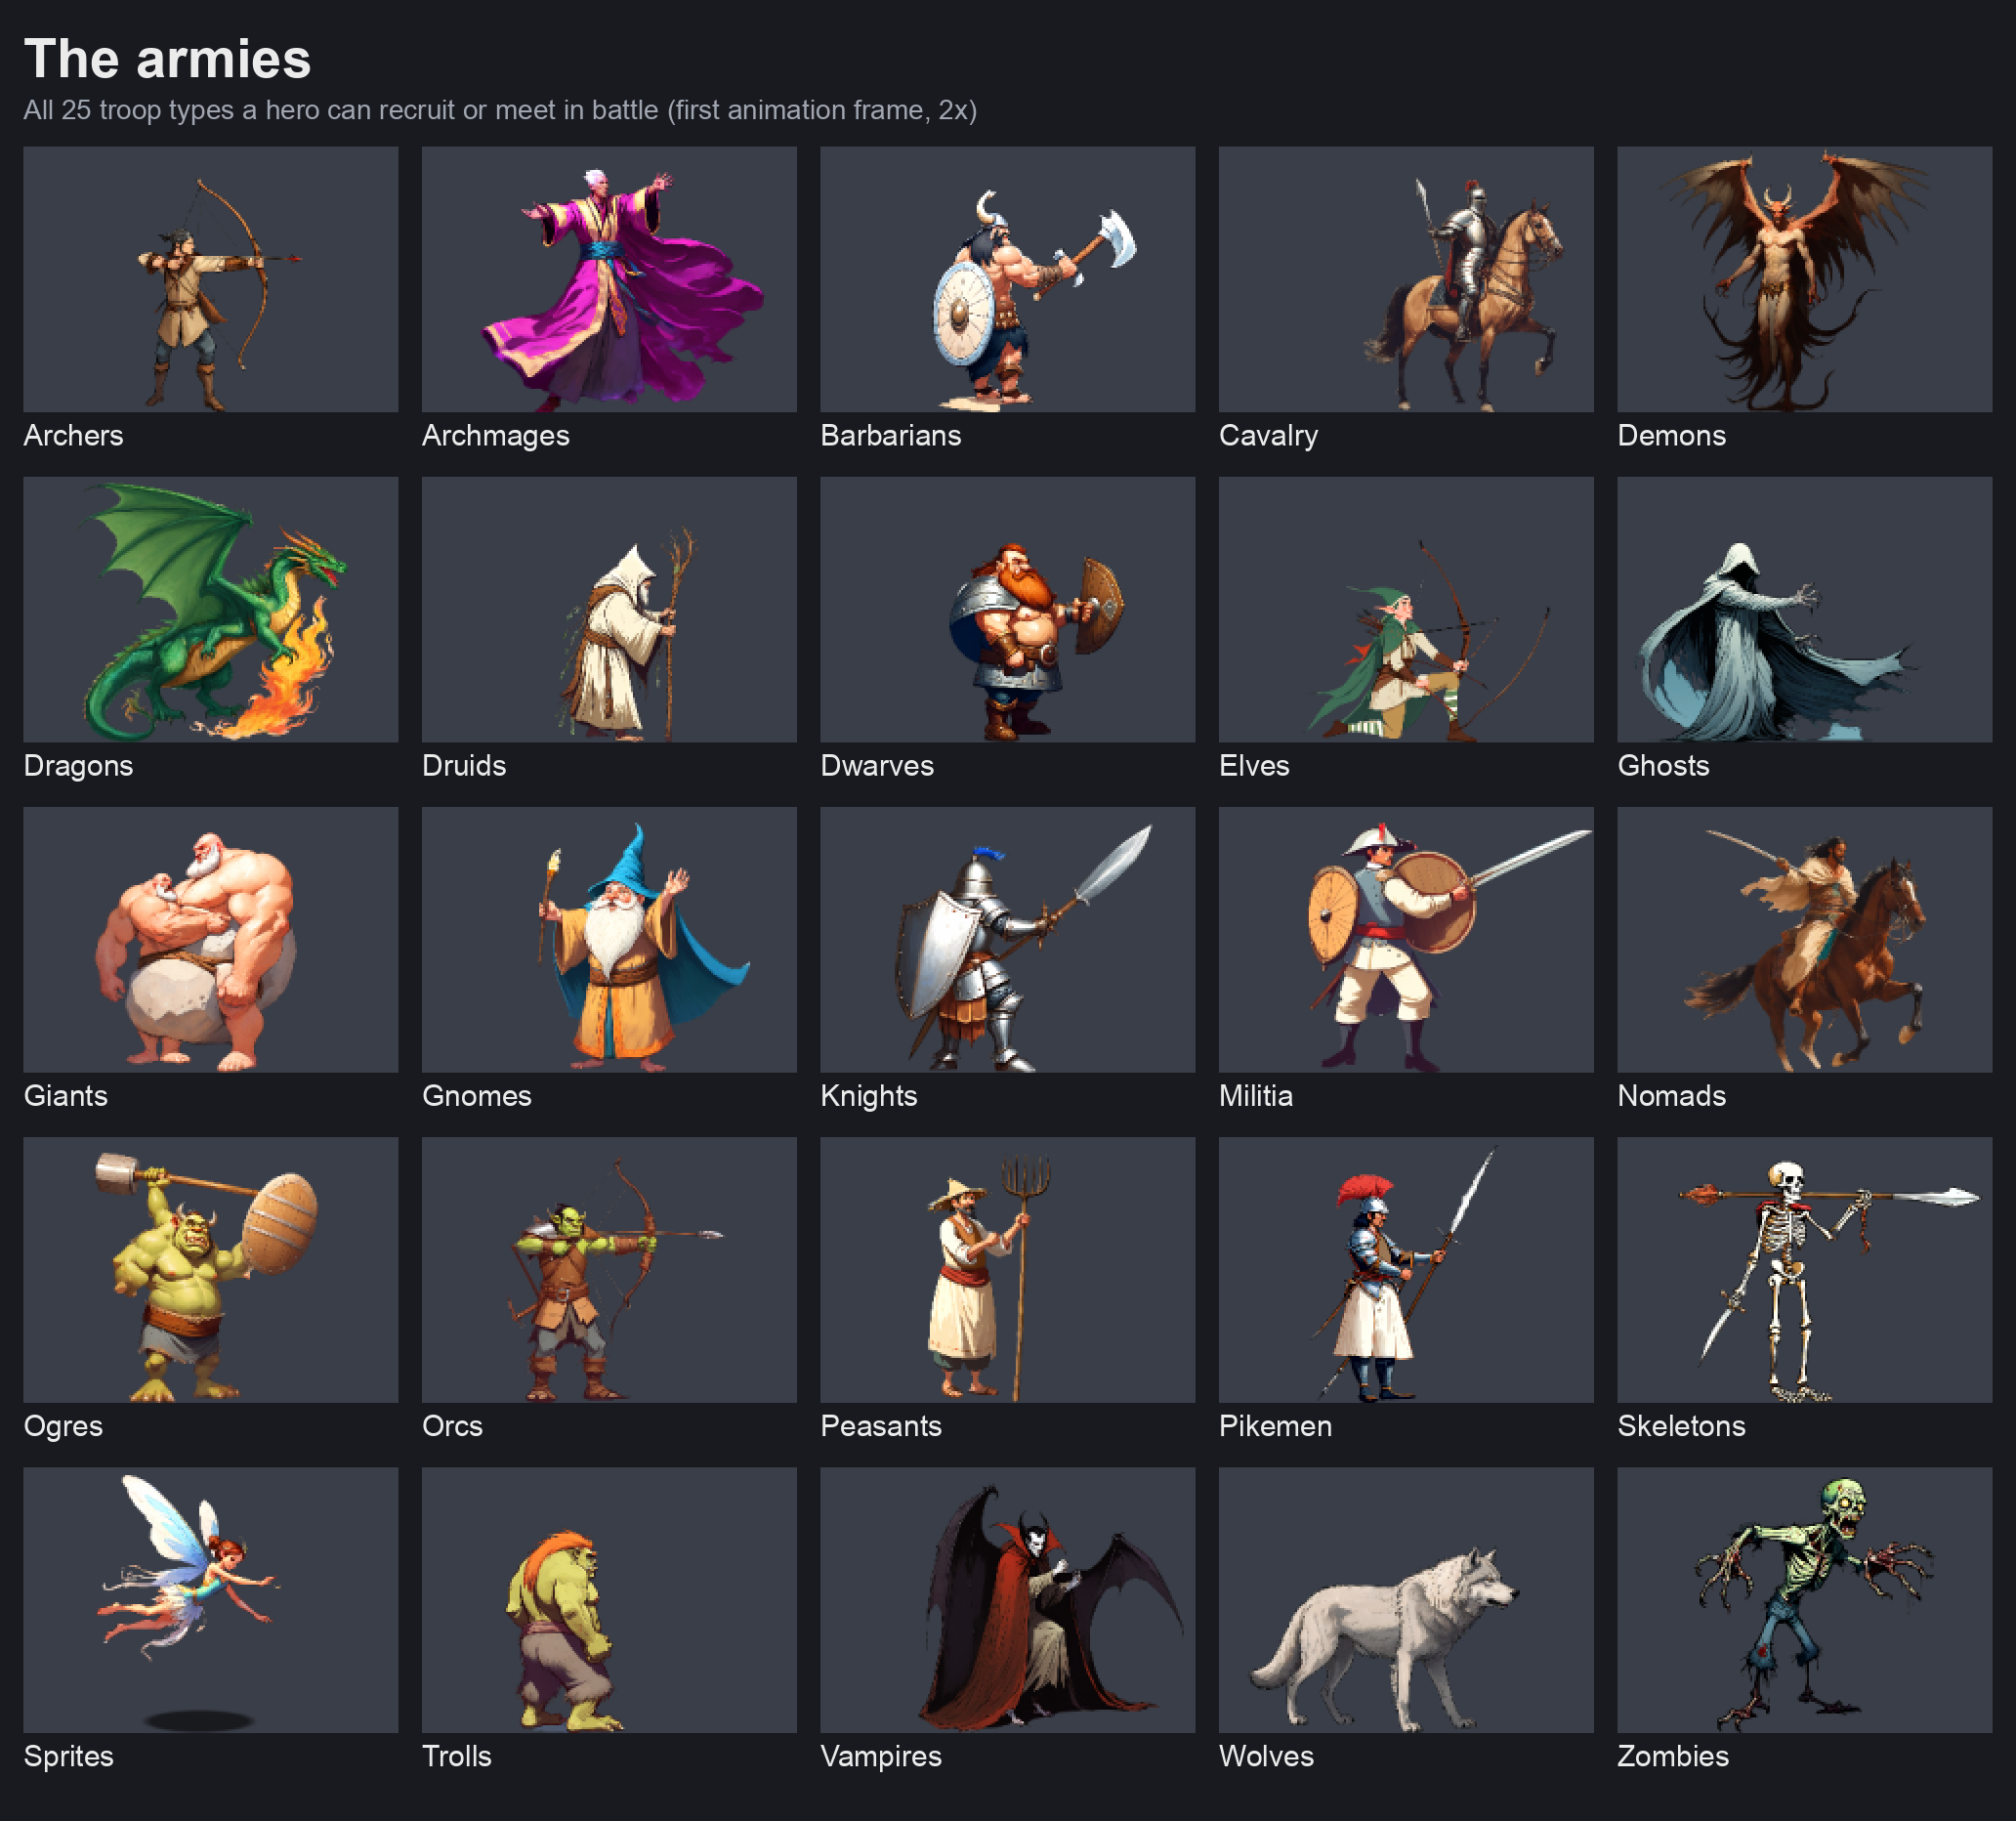 The armies
All 25 troop types a hero can recruit or meet in battle (first animation frame, 2x)
Archers
Archmages
Barbarians
Cavalry
Demons
Dragons
Druids
Dwarves
Elves
Ghosts
Giants
Gnomes
Knights
Militia
Nomads
Ogres
Orcs
Peasants
Pikemen
Skeletons
Sprites
Trolls
Vampires
Wolves
Zombies